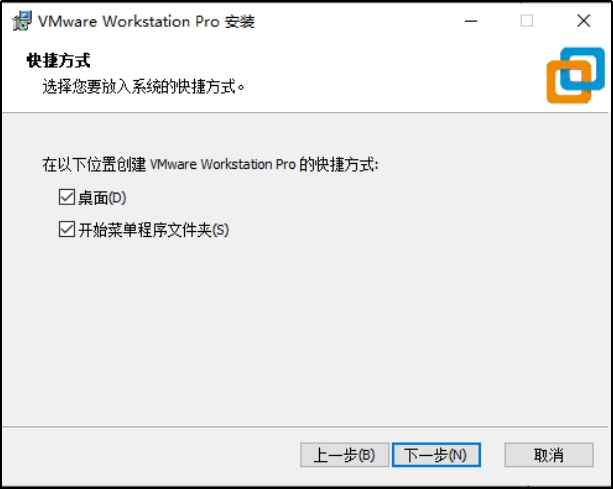 VMware Workstation Pro 安装
快捷方式
选择您要放入系统的快捷方式。
在以下位置创建 VMware Workstation Pro 的快捷方式:
桌面(D)
开始菜单程序文件夹(S)
上一步(B) 下一步(N) 取消